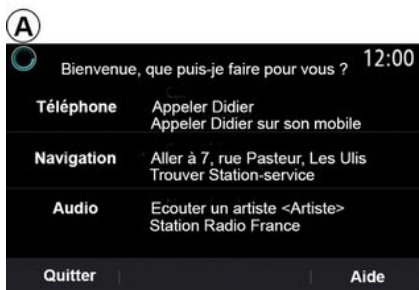 A
Bienvenue, que puis-je faire pour vous ? 12:00
Téléphone Appeler Didier
Appeler Didier sur son mobile
Navigation Aller à 7, rue Pasteur, Les Ulis
Trouver Station-service
Audio Ecouter un artiste <Artiste>
Station Radio France
Quitter Aide